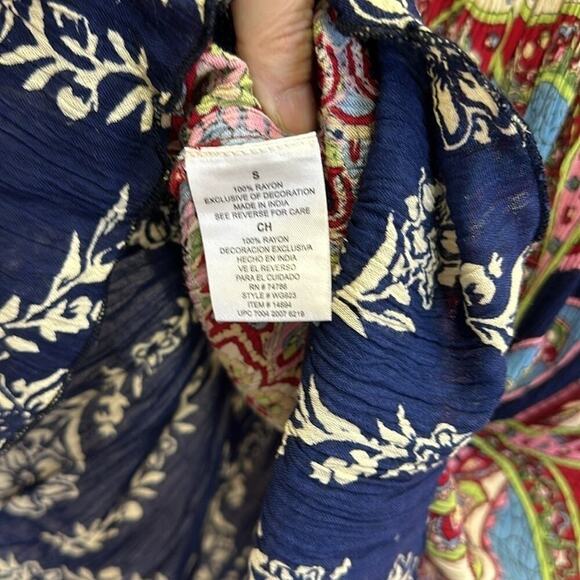 S
100% RAYON
EXCLUSIVE OF DECORATION
MADE IN INDIA
SEE REVERSE FOR CARE
CH
100% RAYON
DECORACION EXCLUSIVA
HECHO EN INDIA
VE EL REVERSO
PARA EL CUIDADO
RN # 74786
STYLE # WG623
ITEM # 14894
UPC 7004 2007 6219